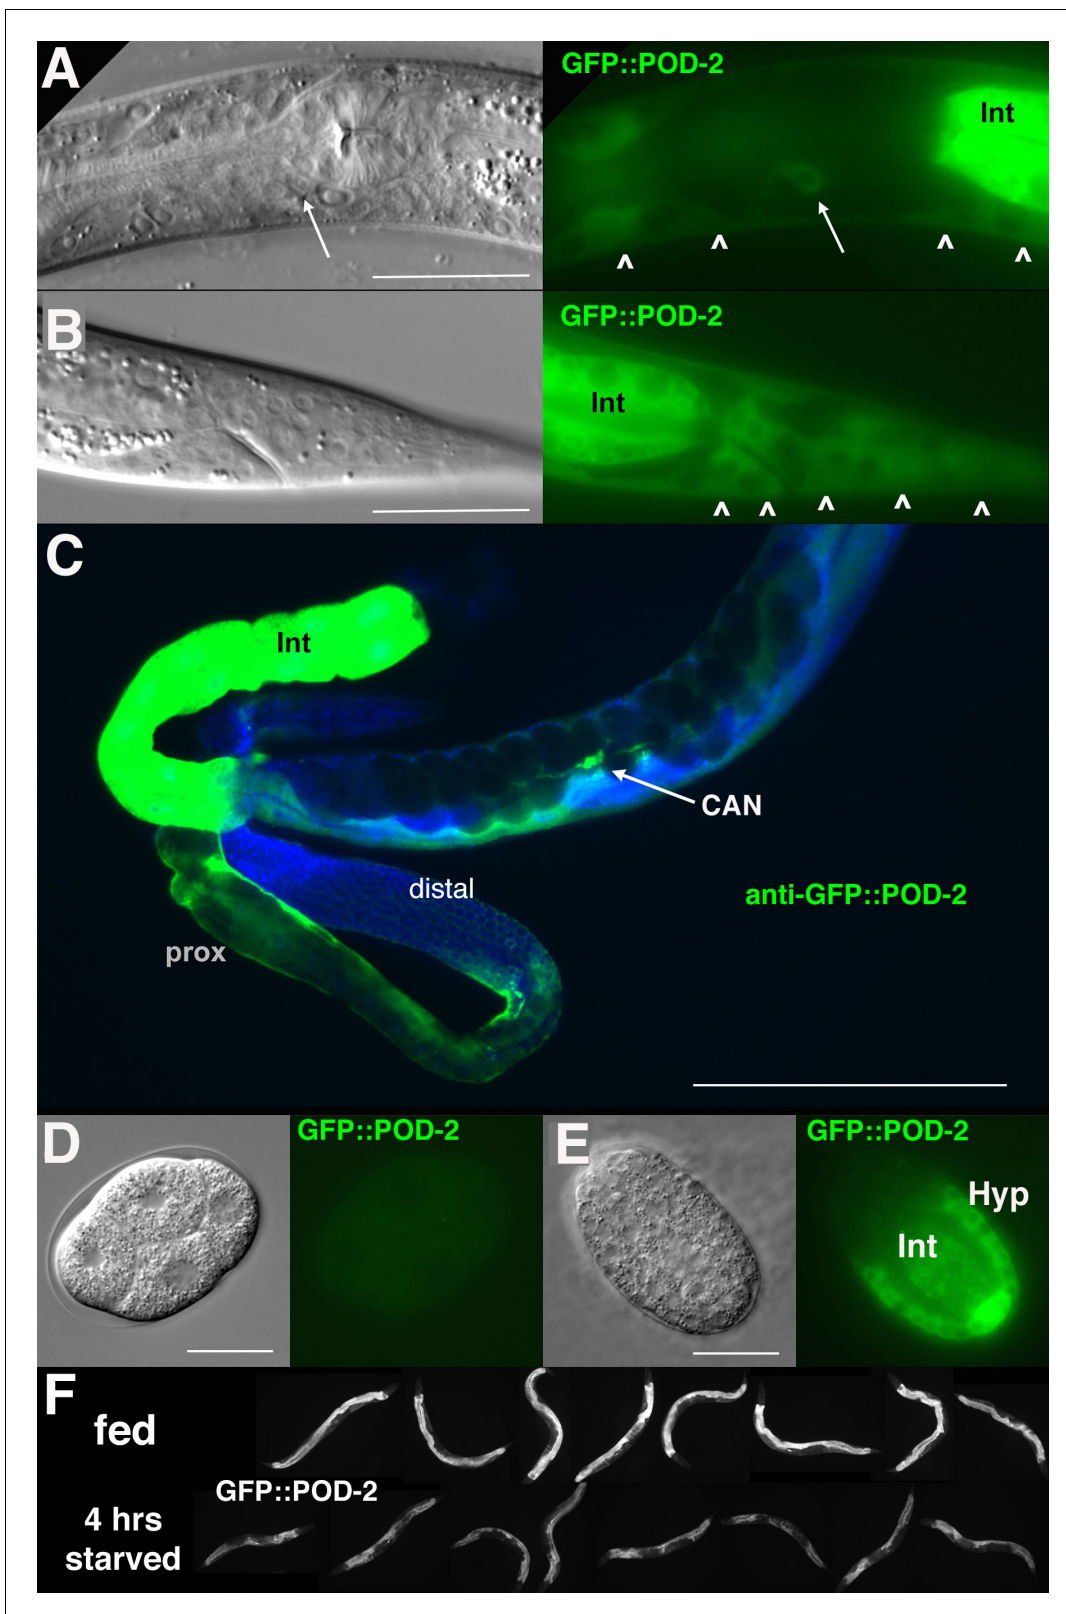 A
GFP::POD-2
Int
^ ^ ^ ^
B
GFP::POD-2
Int
^ ^ ^ ^ ^
C
Int
CAN
distal
anti-GFP::POD-2
prox
D
GFP::POD-2
E
GFP::POD-2
Hyp
Int
F
fed
GFP::POD-2
4 hrs
starved